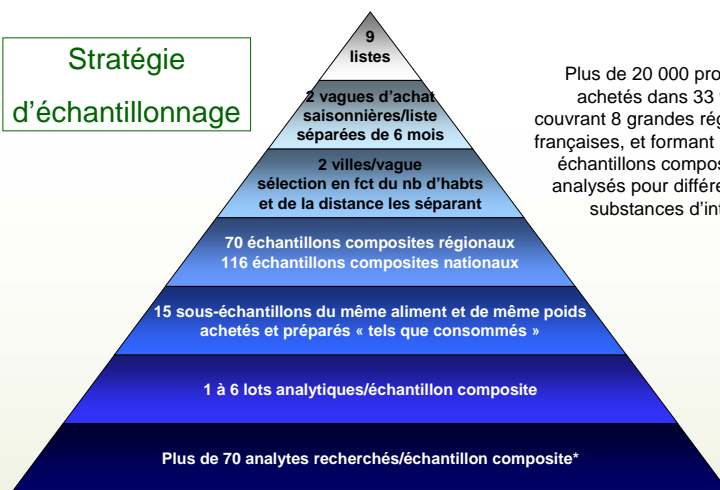 Stratégie
d'échantillonnage
9
listes
2 vagues d'achat
saisonnières/liste
séparées de 6 mois
2 villes/vague
sélection en fct du nb d'habts
et de la distance les séparant
70 échantillons composites régionaux
116 échantillons composites nationaux
15 sous-échantillons du même aliment et de même poids
achetés et préparés « tels que consommés »
1 à 6 lots analytiques/échantillon composite
Plus de 70 analytes recherchés/échantillon composite*
Plus de 20 000
achetés dans 33
couvrant 8 grandes
françaises, et formant
échantillons
analysés pour
substances